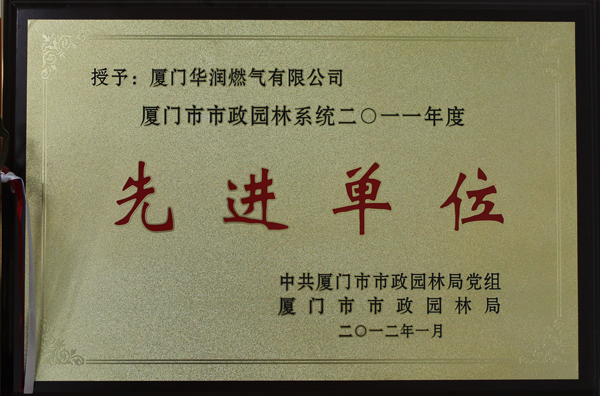 授予：厦门华润燃气有限公司
厦门市市政园林系统二〇一一年度
先进单位
中共厦门市市政园林局党组
厦门市市政园林局
二〇一二年一月